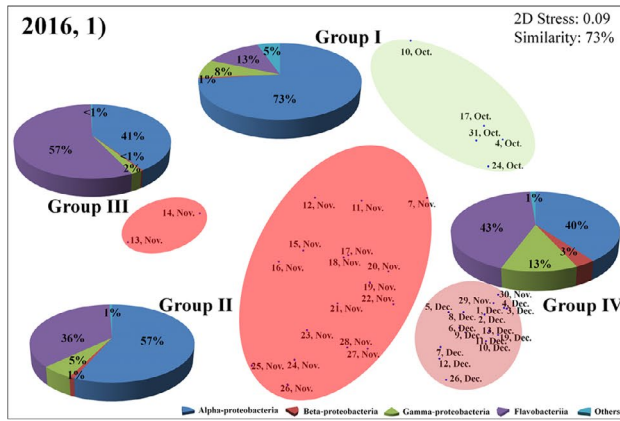 2016, 1)
Group I
2D Stress: 0.09
Similarity: 73%
5%
13%
8%
1%
73%
10, Oct.
17, Oct.
31, Oct.
4, Oct.
24, Oct.
<1%
41%
57%
<1%
2%
Group III
14, Nov.
13, Nov.
12, Nov.
11, Nov.
7, Nov.
15, Nov.
17, Nov.
16, Nov.
18, Nov.
20, Nov.
19, Nov.
22, Nov.
21, Nov.
23, Nov.
28, Nov.
27, Nov.
25, Nov.
24, Nov.
26, Nov.
1%
40%
43%
3%
13%
Group IV
30, Nov.
29, Nov.
4, Dec.
5, Dec.
1, Dec.
3, Dec.
8, Dec.
2, Dec.
6, Dec.
13, Dec.
9, Dec.
19, Dec.
11, Dec.
10, Dec.
7, Dec.
12, Dec.
26, Dec.
Group II
1%
36%
57%
5%
1%
Alpha-proteobacteria
Beta-proteobacteria
Gamma-proteobacteria
Flavobacteriia
Others